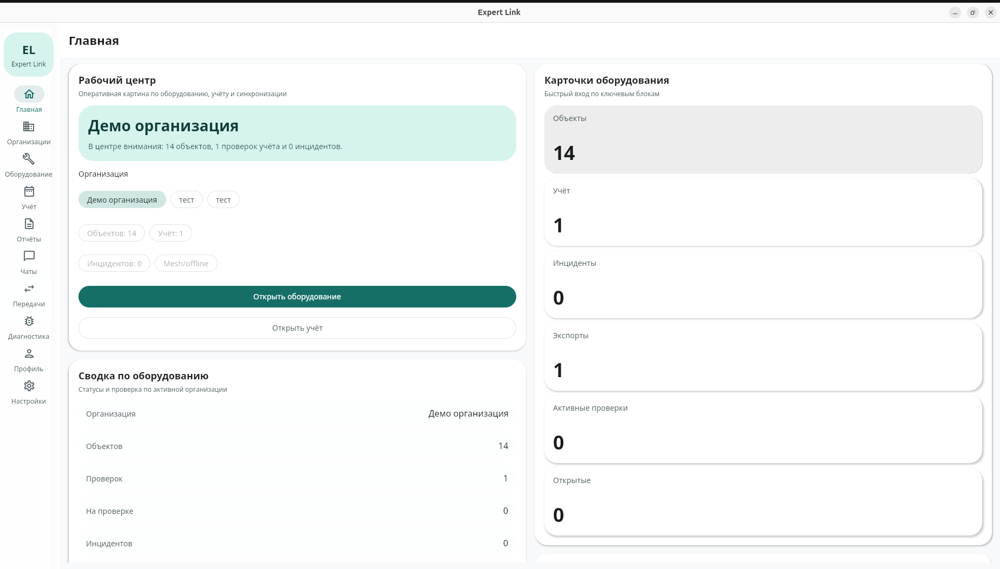 Expert Link
EL
Expert Link
Главная
Организации
Оборудование
Учёт
Отчёты
Чаты
Передачи
Диагностика
Профиль
Настройки
Главная
Рабочий центр
Оперативная картина по оборудованию, учёту и синхронизации
Демо организация
В центре внимания: 14 объектов, 1 проверок учёта и 0 инцидентов.
Организация
Демо организация тест тест
Объектов: 14 Учёт: 1
Инцидентов: 0 Mesh/offline
Открыть оборудование
Открыть учёт
Сводка по оборудованию
Статусы и проверка по активной организации
Организация Демо организация
Объектов 14
Проверок 1
На проверке 0
Инцидентов 0
Карточки оборудования
Быстрый вход по ключевым блокам
Объекты
14
Учёт
1
Инциденты
0
Экспорты
1
Активные проверки
0
Открытые
0